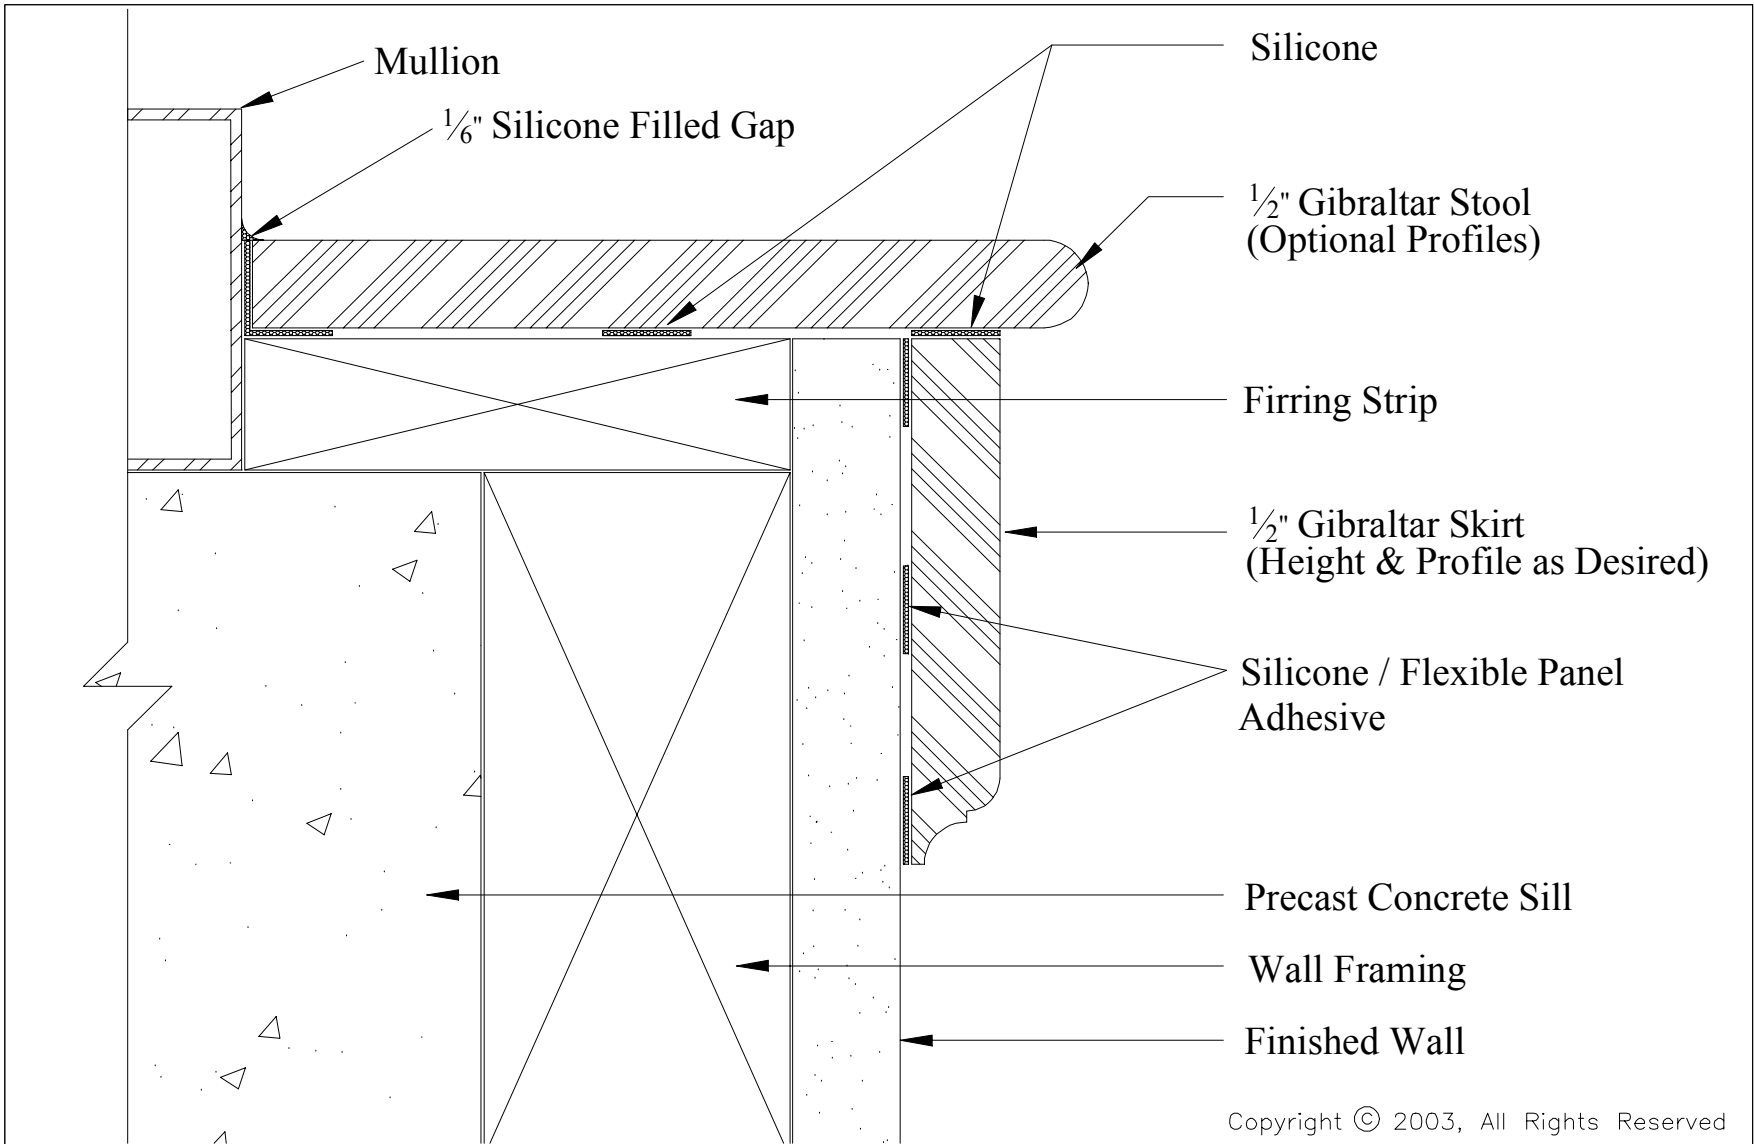 Mullion
Silicone
1/6" Silicone Filled Gap
1/2" Gibraltar Stool
(Optional Profiles)
Firring Strip
1/2" Gibraltar Skirt
(Height & Profile as Desired)
Silicone / Flexible Panel
Adhesive
Precast Concrete Sill
Wall Framing
Finished Wall
Copyright © 2003, All Rights Reserved